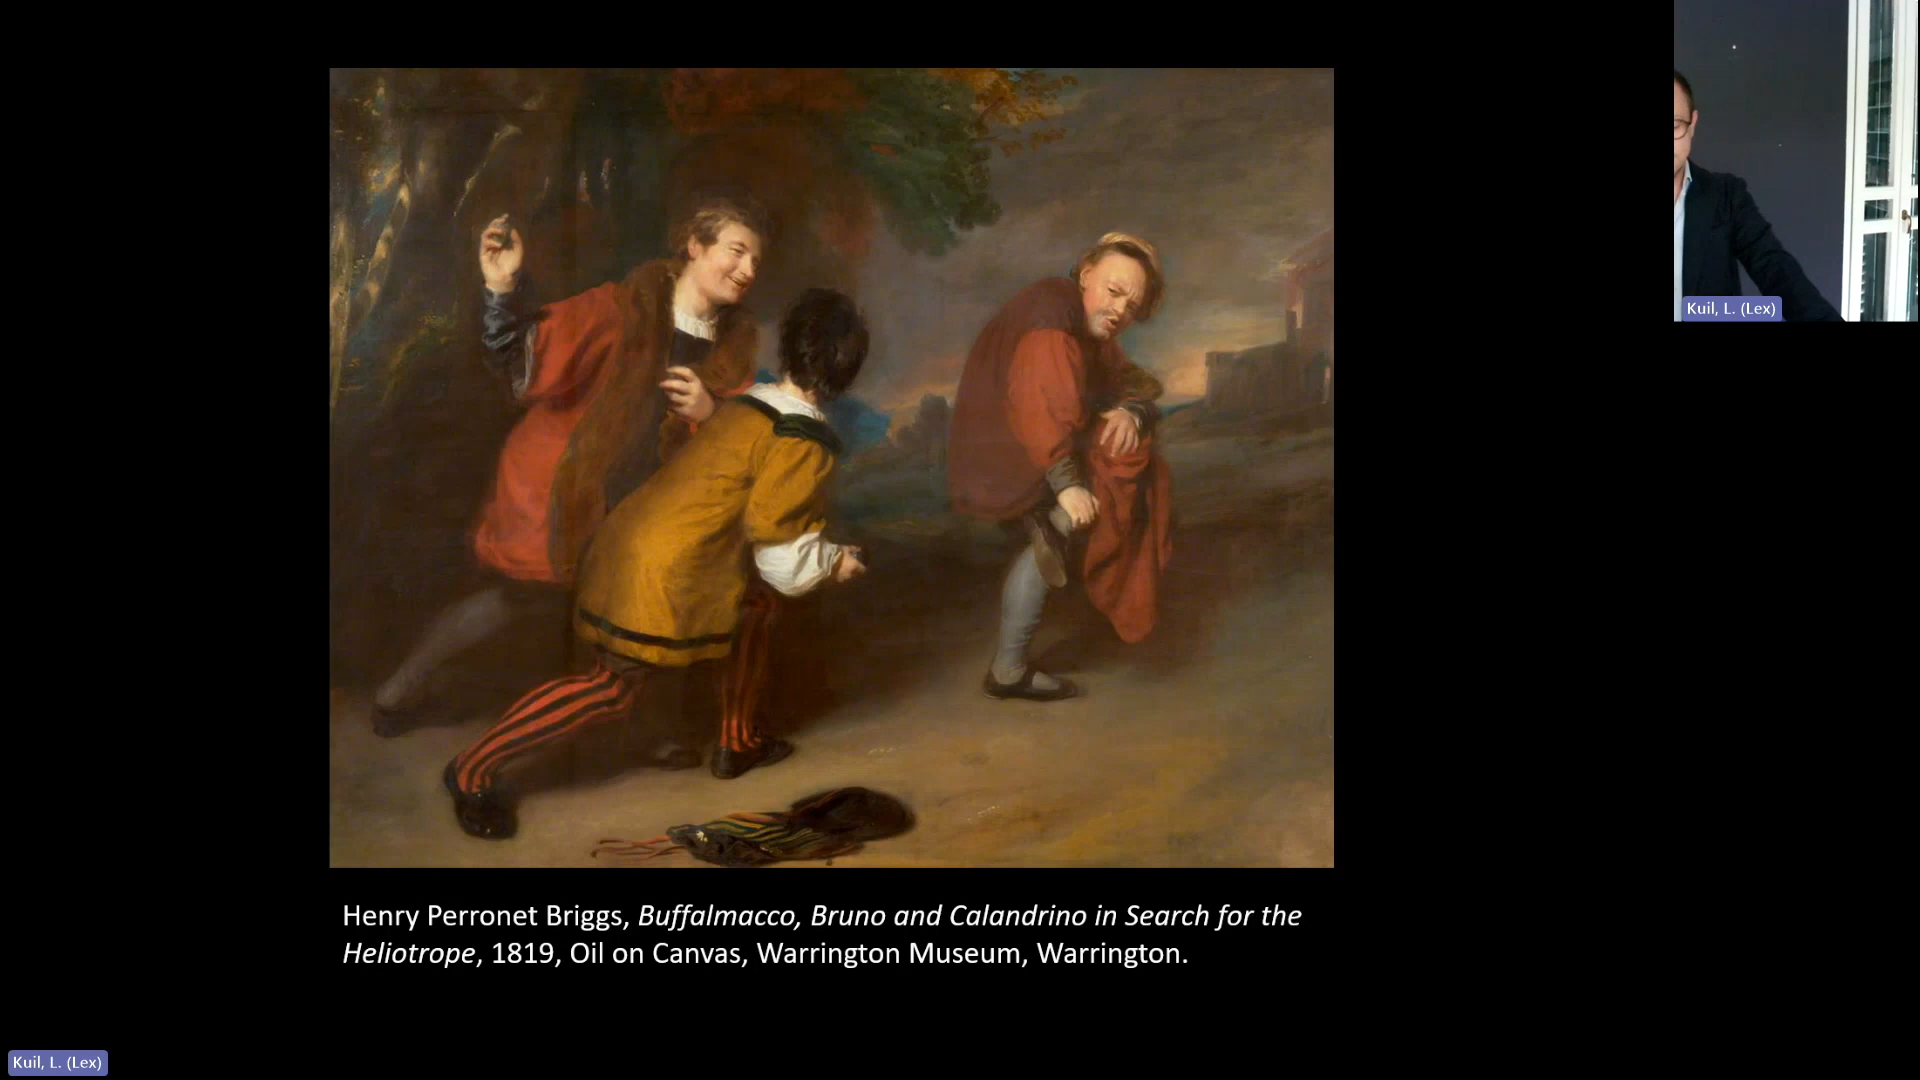 Kuil, L. (Lex)
Henry Perronet Briggs, Buffalmacco, Bruno and Calandrino in Search for the
Heliotrope, 1819, Oil on Canvas, Warrington Museum, Warrington.
Kuil, L. (Lex)